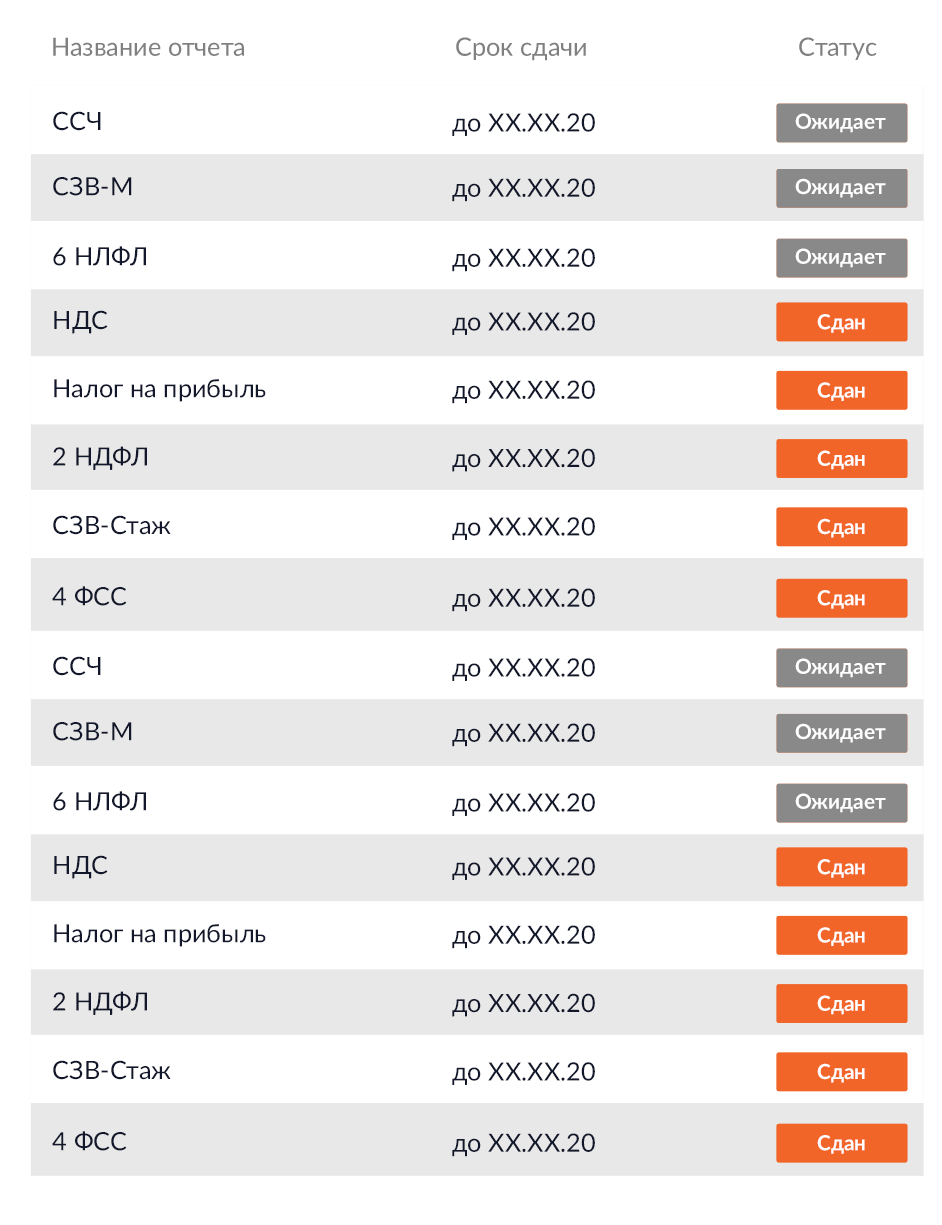 Название отчета Срок сдачи Статус
ССЧ до XX.XX.20 Ожидает
СЗВ-М до XX.XX.20 Ожидает
6 НЛФЛ до XX.XX.20 Ожидает
НДС до XX.XX.20 Сдан
Налог на прибыль до XX.XX.20 Сдан
2 НДФЛ до XX.XX.20 Сдан
СЗВ-Стаж до XX.XX.20 Сдан
4 ФСС до XX.XX.20 Сдан
ССЧ до XX.XX.20 Ожидает
СЗВ-М до XX.XX.20 Ожидает
6 НЛФЛ до XX.XX.20 Ожидает
НДС до XX.XX.20 Сдан
Налог на прибыль до XX.XX.20 Сдан
2 НДФЛ до XX.XX.20 Сдан
СЗВ-Стаж до XX.XX.20 Сдан
4 ФСС до XX.XX.20 Сдан